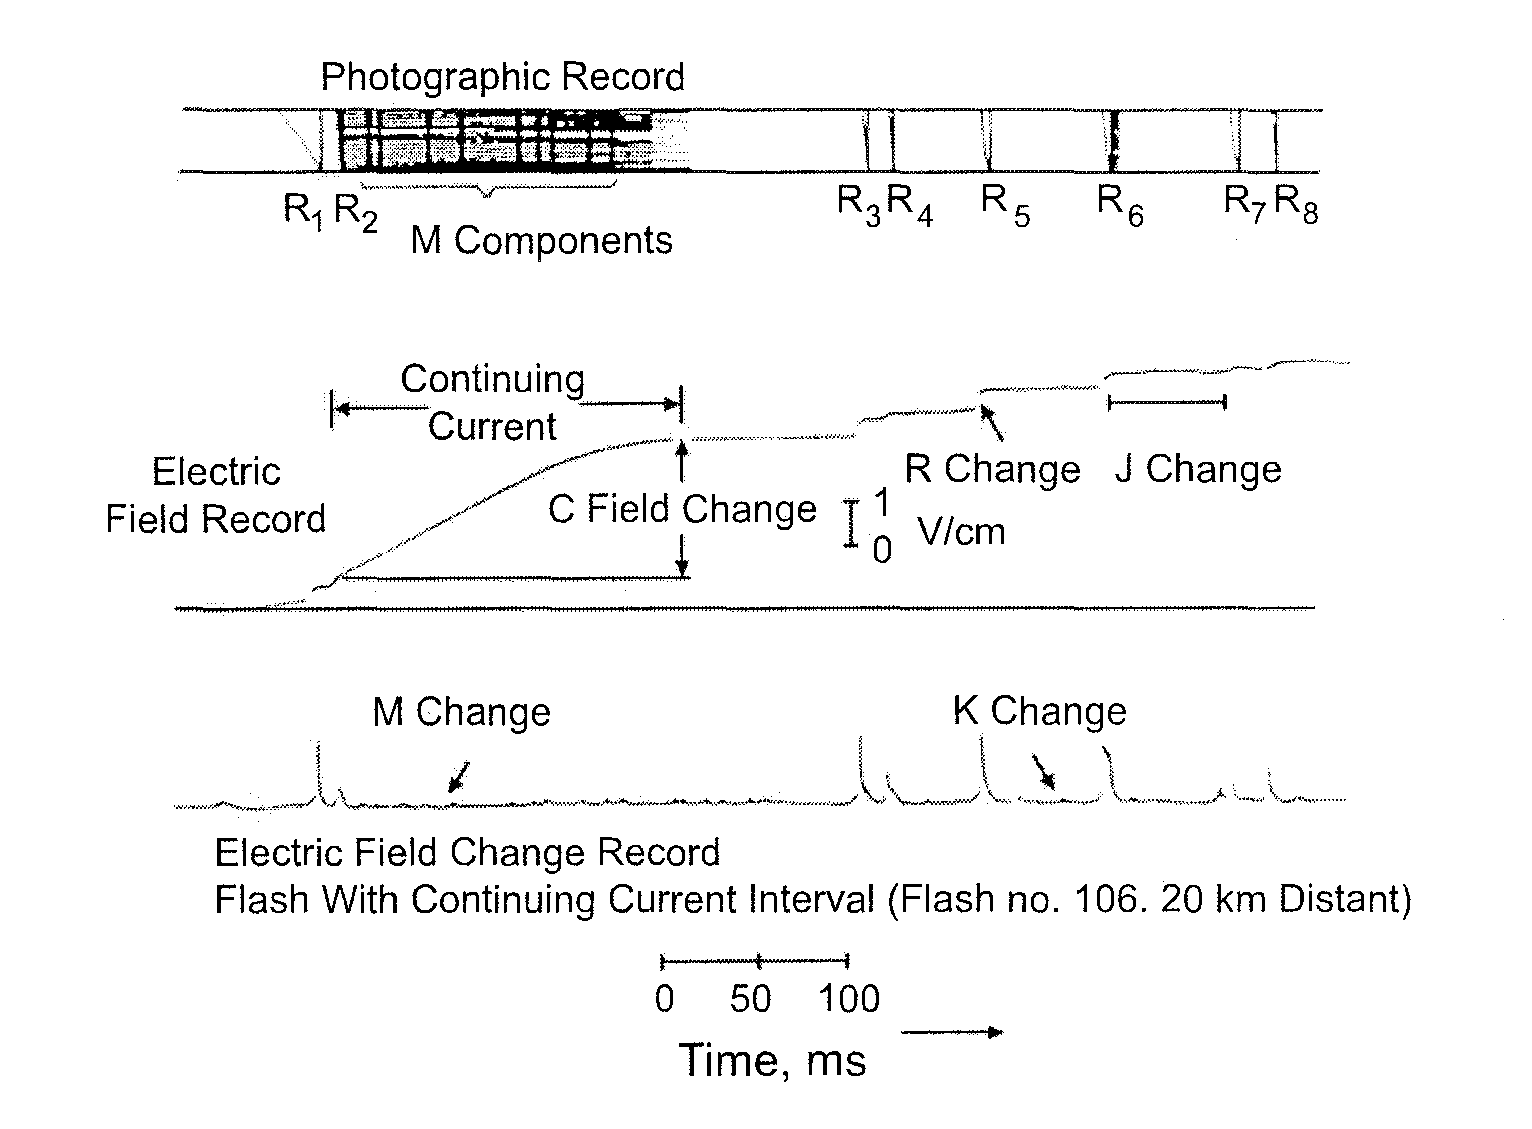 Photographic Record
R1 R2 R3 R4 R5 R6 R7 R8
M Components
Continuing
Current
Electric
Field Record
C Field Change
1
0
V/cm
R Change
J Change
M Change
K Change
Electric Field Change Record
Flash With Continuing Current Interval (Flash no. 106. 20 km Distant)
0 50 100
Time, ms